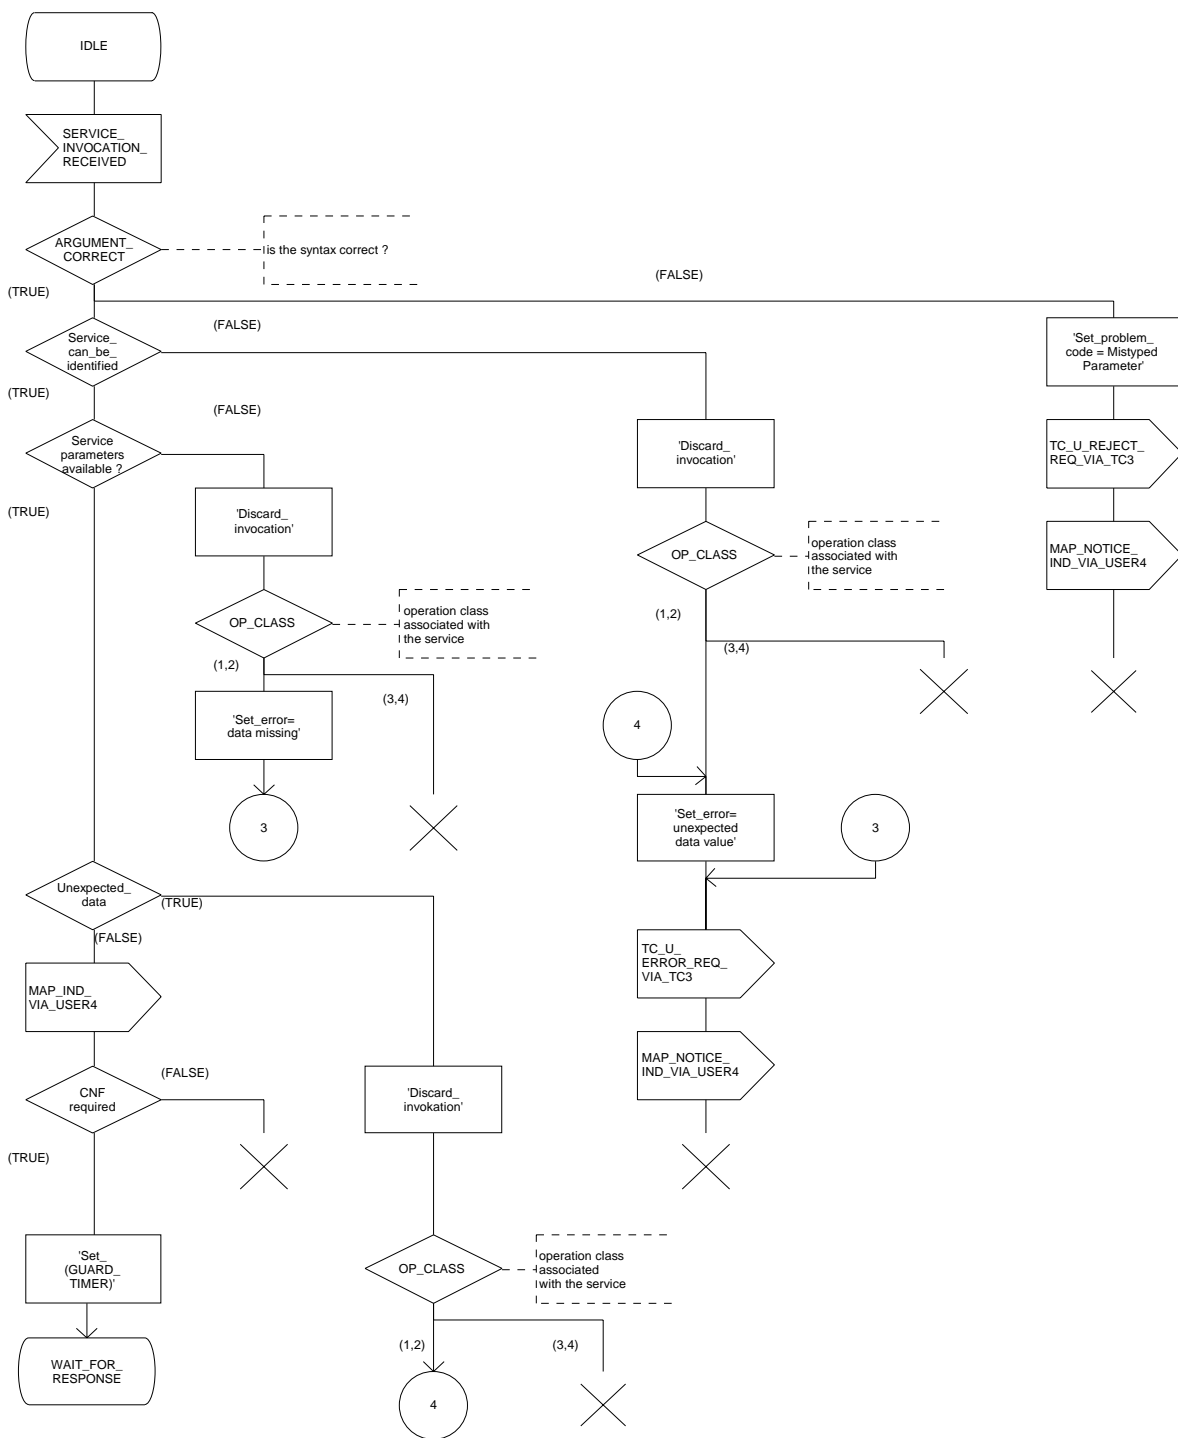 IDLE
SERVICE_
INVOCATION_
RECEIVED
ARGUMENT_
CORRECT
is the syntax correct ?
(TRUE)
(FALSE)
Service_
can_be_
identified
(FALSE)
'Set_problem_
code = Mistyped
Parameter'
(TRUE)
(FALSE)
Service
parameters
available ?
'Discard_
invocation'
TC_U_REJECT_
REQ_VIA_TC3
(TRUE)
'Discard_
invocation'
OP_CLASS
operation class
associated with
the service
MAP_NOTICE_
IND_VIA_USER4
OP_CLASS
operation class
associated with
the service
(1,2)
(3,4)
(1,2)
(3,4)
'Set_error=
data missing'
4
3
'Set_error=
unexpected
data value'
3
Unexpected_
data
(TRUE)
(FALSE)
TC_U_
ERROR_REQ_
VIA_TC3
MAP_IND_
VIA_USER4
MAP_NOTICE_
IND_VIA_USER4
CNF
required
(FALSE)
'Discard_
invokation'
(TRUE)
'Set_
(GUARD_
TIMER)'
OP_CLASS
operation class
associated
with the service
(1,2)
(3,4)
WAIT_FOR_
RESPONSE
4